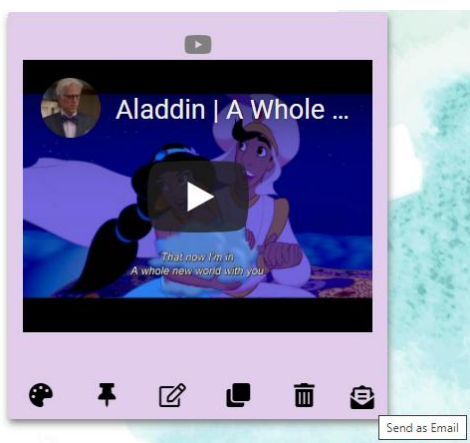 Aladdin | A Whole ...
That now I'm in
A whole new world with you
Send as Email